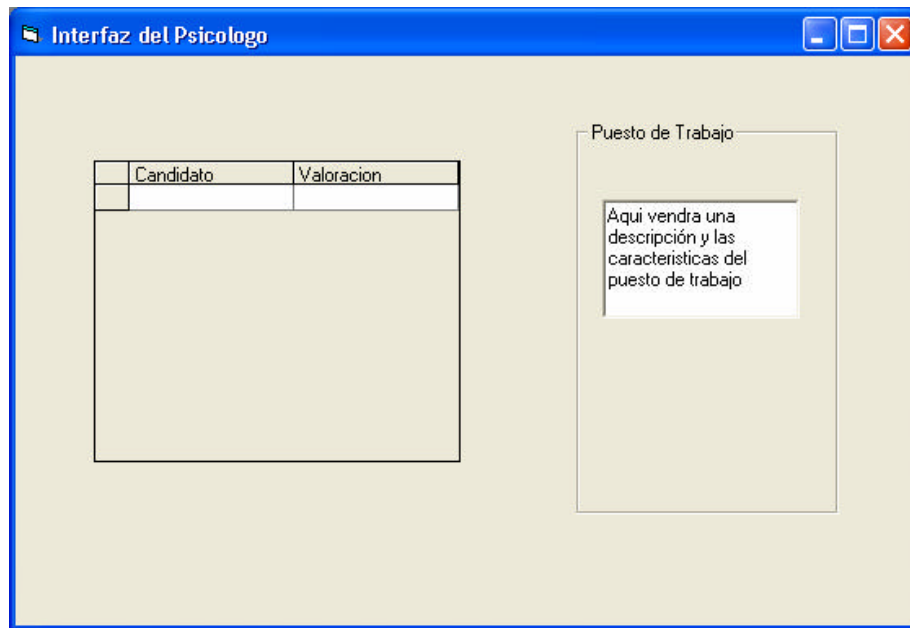 Interfaz del Psicologo
Puesto de Trabajo
Candidato Valoracion
Aqui vendra una
descripción y las
caracteristicas del
puesto de trabajo